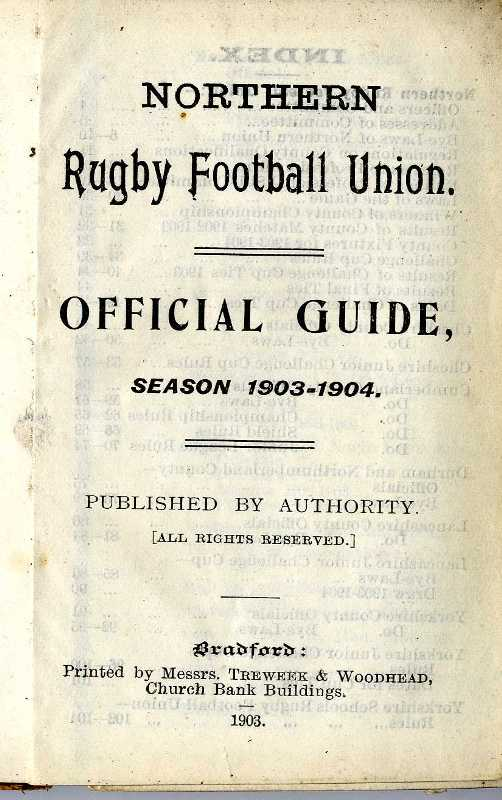 NORTHERN
Rugby Football Union.
OFFICIAL GUIDE,
SEASON 1903-1904.
PUBLISHED BY AUTHORITY.
[ALL RIGHTS RESERVED.]
Bradford:
Printed by Messrs. TREWEEK & WOODHEAD,
Church Bank Buildings.
1903.